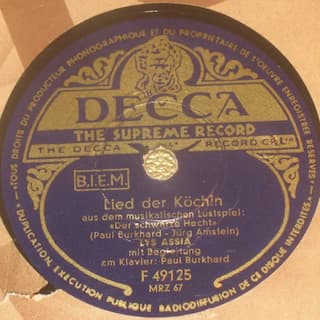 «TOUS DROITS DU PRODUCTEUR PHONOGRAPHIQUE ET DU PROPRIETAIRE DE L'OEUVRE ENREGISTREE RESERVES
DECCA
THE SUPREME RECORD
THE DECCA RECORD Co LTD
B.I.E.M.
Lied der Köchin
aus dem musikalischen Lustspiel:
«Der schwarze Hecht»
(Paul Burkhard - Jürg Amstein)
LYS ASSIA
mit Begleitung
am Klavier: Paul Burkhard
F 49125
MRZ 67
DUPLICATION, EXECUTION PUBLIQUE RADIODIFFUSION DE CE DISQUE INTERDITES»